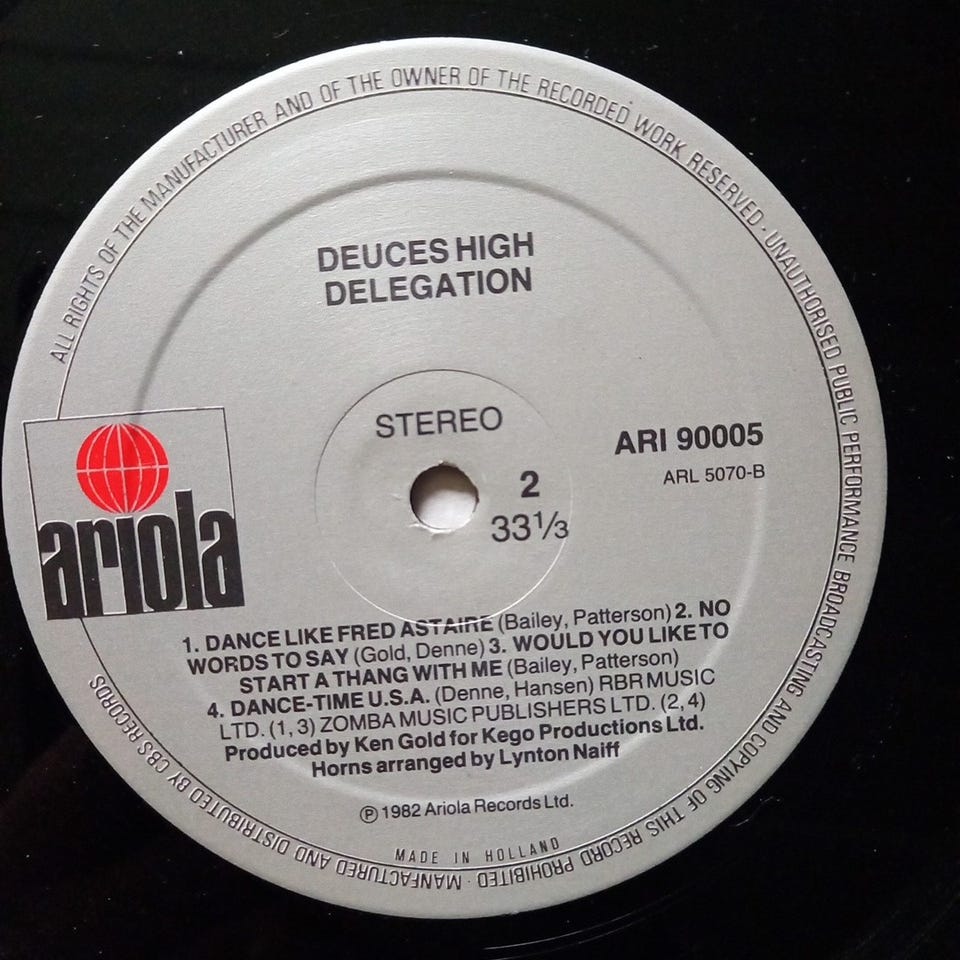 ALL RIGHTS OF THE MANUFACTURER AND OF THE OWNER OF THE RECORDED WORK RESERVED · UNAUTHORISED PUBLIC PERFORMANCE BROADCASTING AND COPYING OF THIS RECORD PROHIBITED · MANFACTURED AND DISTRIBUTED BY CBS RECORDS
DEUCES HIGH
DELEGATION
STEREO
ARI 90005
ARL 5070-B
2
33⅓
ariola
1. DANCE LIKE FRED ASTAIRE (Bailey, Patterson) 2. NO
WORDS TO SAY (Gold, Denne) 3. WOULD YOU LIKE TO
START A THANG WITH ME (Bailey, Patterson)
4. DANCE-TIME U.S.A. (Denne, Hansen) RBR MUSIC
LTD. (1, 3) ZOMBA MUSIC PUBLISHERS LTD. (2, 4)
Produced by Ken Gold for Kego Productions Ltd.
Horns arranged by Lynton Naiff
℗ 1982 Ariola Records Ltd.
MADE IN HOLLAND